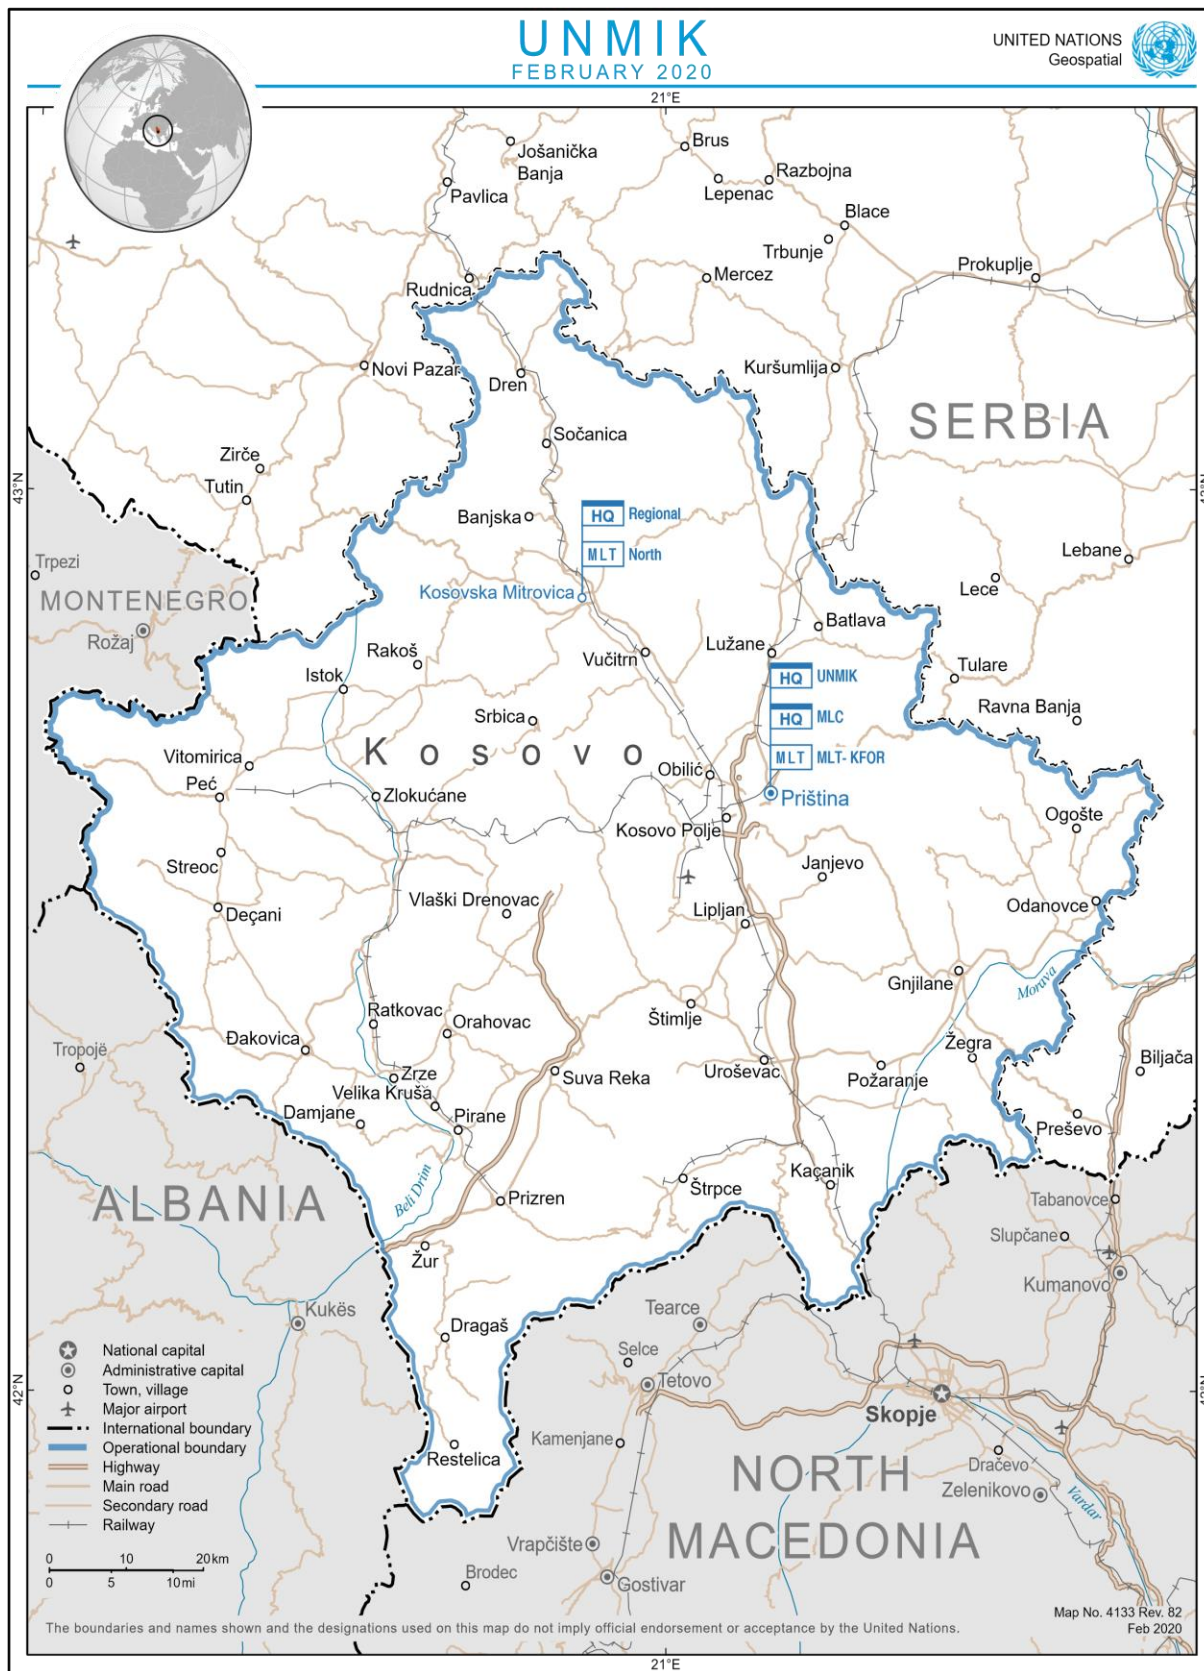 UNMIK
FEBRUARY 2020
UNITED NATIONS
Geospatial
21°E
Jošanička
Banja
Brus
Pavlica
Lepenac
Razbojna
Blace
Trbunje
Rudnica
Mercez
Prokuplje
Novi Pazar
Dren
Kuršumlija
SERBIA
Sočanica
Zirče
Tutin
43°N
Banjska
HQ Regional
MLT North
Lebane
Trpezi
MONTENEGRO
Lece
Kosovska Mitrovica
Rožaj
Batlava
Rakoš
Vučitrn
Lužane
Istok
HQ UNMIK
Tulare
Srbica
HQ MLC
Ravna Banja
Kosovo
Vitomirica
MLT MLT- KFOR
Obilić
Peć
Zlokućane
Priština
Kosovo Polje
Ogošte
Streoc
Janjevo
Vlaški Drenovac
Deçani
Lipljan
Odanovce
Gnjilane
Morava
Ratkovac
Orahovac
Štimlje
Đakovica
Žegra
Tropojë
Zrze
Suva Reka
Uroševac
Požaranje
Biljača
Velika Kruša
Damjane
Pirane
Preševo
Kaçanik
Beli Drim
Štrpce
ALBANIA
Prizren
Tabanovce
Slupčane
Žur
Kumanovo
Kukës
Tearce
Dragaš
Selce
National capital
Administrative capital
Tetovo
42°N
Town, village
Skopje
Major airport
International boundary
Kamenjane
Operational boundary
Restelica
Highway
Dračevo
Main road
NORTH
MACEDONIA
Zelenikovo
Secondary road
Vardar
Railway
Vrapčište
0 10 20 km
0 5 10 mi
Brodec
Gostivar
Map No. 4133 Rev. 82
Feb 2020
The boundaries and names shown and the designations used on this map do not imply official endorsement or acceptance by the United Nations.
21°E